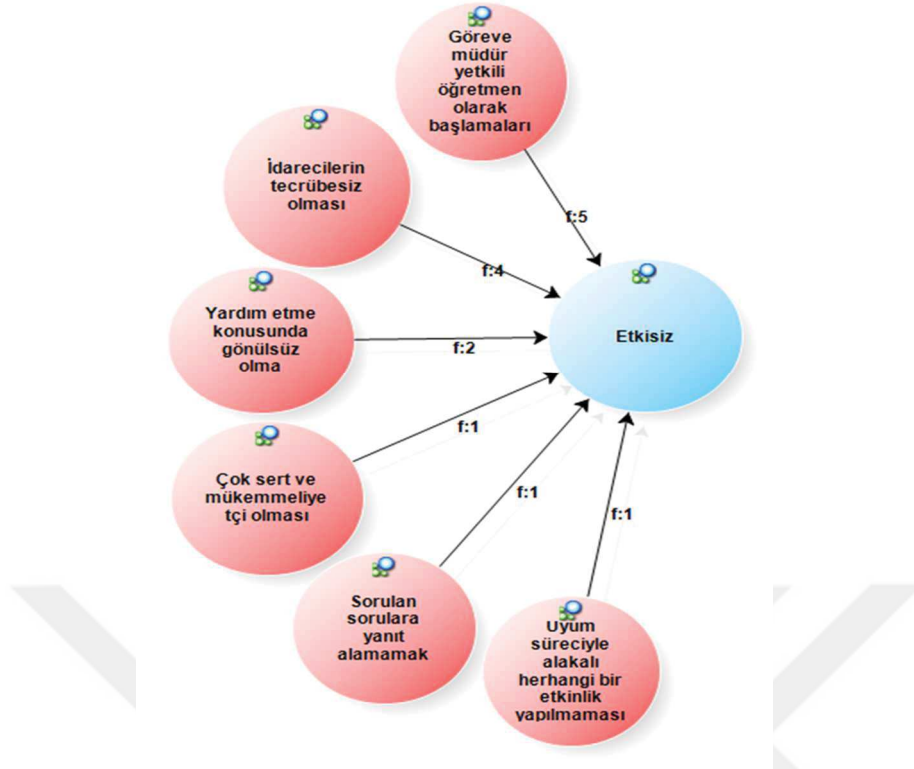 Göreve
müdür
yetkili
öğretmen
olarak
başlamaları
f:5
İdarecilerin
tecrübesiz
olması
f:4
Yardım etme
konusunda
gönülsüz
olma
f:2
Etkisiz
Çok sert ve
mükemmeliye
tçi olması
f:1
Sorulan
sorulara
yanıt
alamamak
f:1
Uyum
süreciyle
alakalı
herhangi bir
etkinlik
yapılmaması
f:1